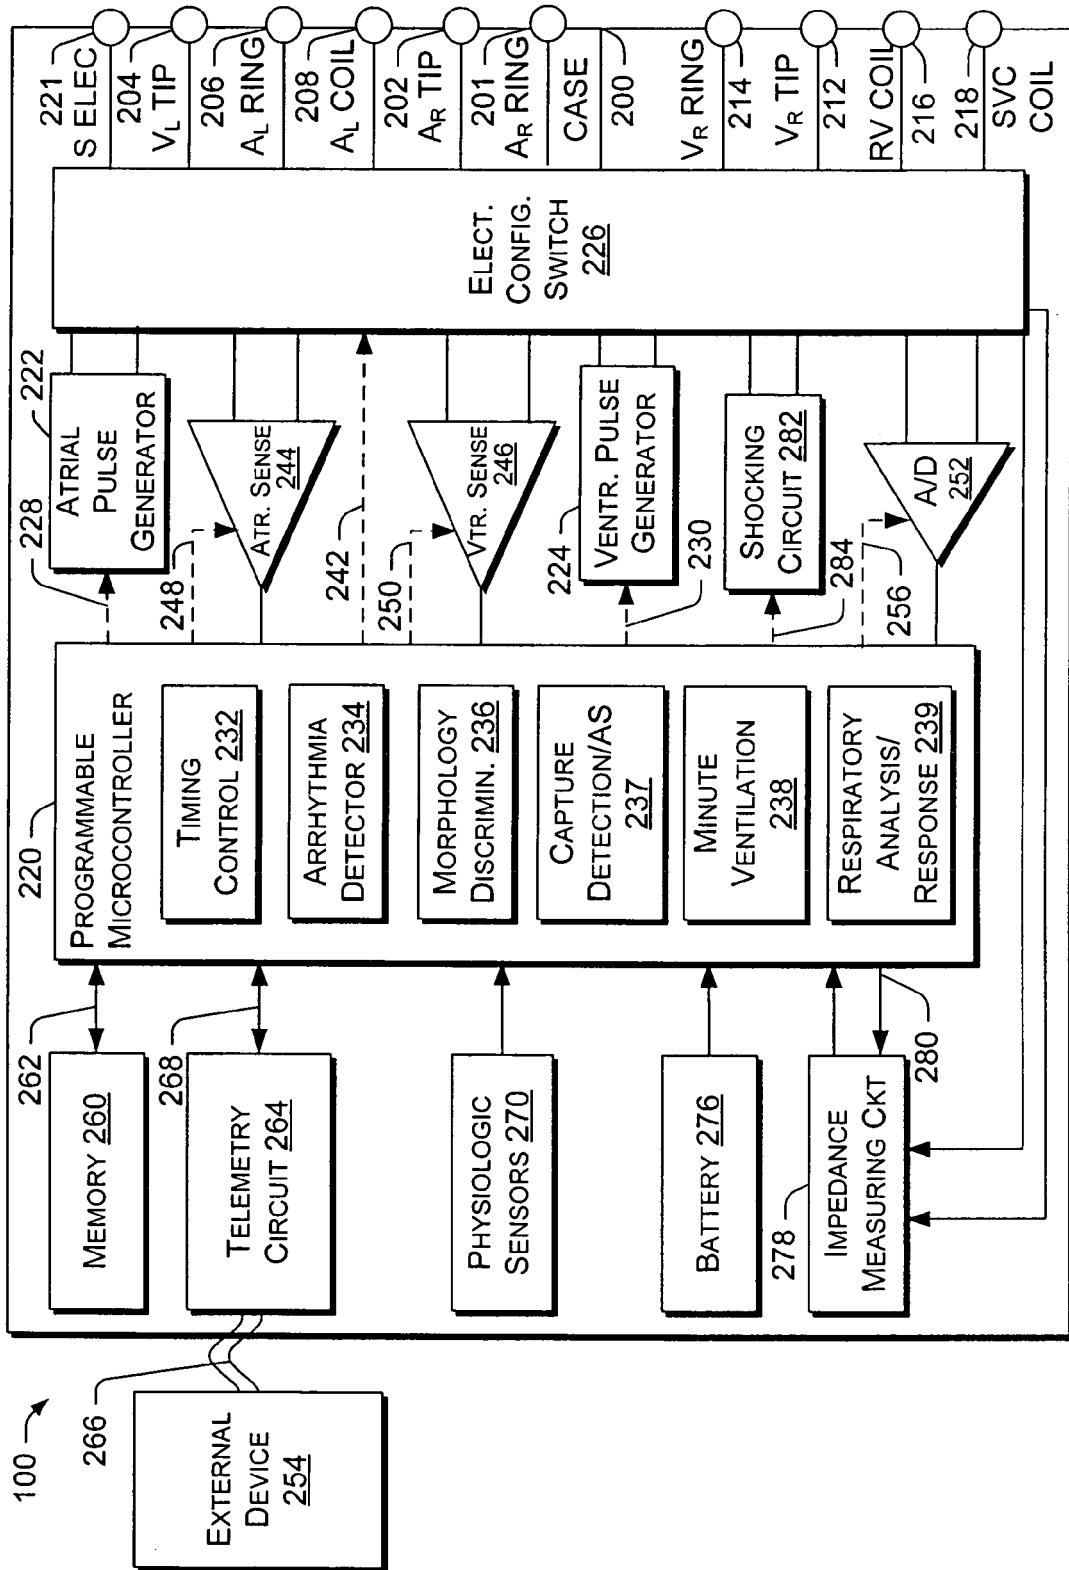 100
EXTERNAL
DEVICE
254
266
262
MEMORY 260
268
TELEMETRY
CIRCUIT 264
PHYSIOLOGIC
SENSORS 270
BATTERY 276
278
IMPEDANCE
MEASURING CKT
280
220
PROGRAMMABLE
MICROCONTROLLER
TIMING
CONTROL 232
ARRHYTHMIA
DETECTOR 234
MORPHOLOGY
DISCRIMIN. 236
CAPTURE
DETECTION/AS
237
MINUTE
VENTILATION
238
RESPIRATORY
ANALYSIS/
RESPONSE 239
228
222
ATRIAL
PULSE
GENERATOR
248
ATR. SENSE
244
242
250
VTR. SENSE
246
224
VENTR. PULSE
GENERATOR
230
SHOCKING
CIRCUIT 282
284
256
A/D
252
ELECT.
CONFIG.
SWITCH
226
221
S ELEC
204
VL TIP
206
AL RING
208
AL COIL
202
AR TIP
201
AR RING
CASE
200
VR RING
214
VR TIP
212
RV COIL
216
218
SVC
COIL